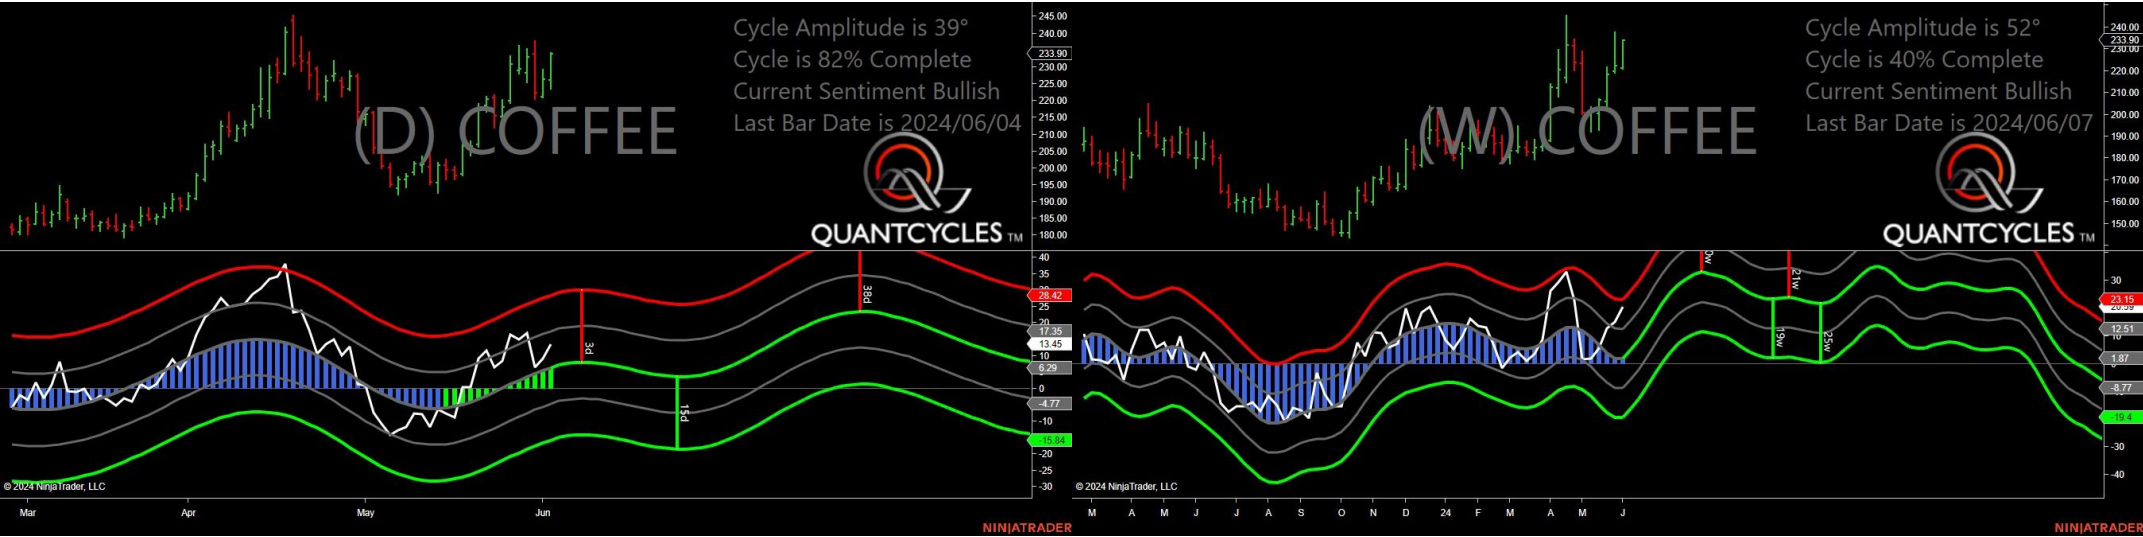 Cycle Amplitude is 39°
Cycle is 82% Complete
Current Sentiment Bullish
Last Bar Date is 2024/06/04
(D) COFFEE
QUANTCYCLES TM
245.00
240.00
233.90
230.00
225.00
220.00
215.00
210.00
205.00
200.00
195.00
190.00
185.00
180.00
40
35
28.42
25
20
17.35
13.45
10
6.29
0
-4.77
-10
-15.84
-20
-25
-30
3d
15d
38d
© 2024 NinjaTrader, LLC
Mar Apr May Jun
NINJATRADER
Cycle Amplitude is 52°
Cycle is 40% Complete
Current Sentiment Bullish
Last Bar Date is 2024/06/07
(W) COFFEE
QUANTCYCLES TM
240.00
233.90
230.00
220.00
210.00
200.00
190.00
180.00
170.00
160.00
150.00
30
23.15
12.51
1.87
-8.77
-19.4
-30
-40
21w
19w
25w
© 2024 NinjaTrader, LLC
M A M J J A S O N D 24 F M A M J
NINJATRADER